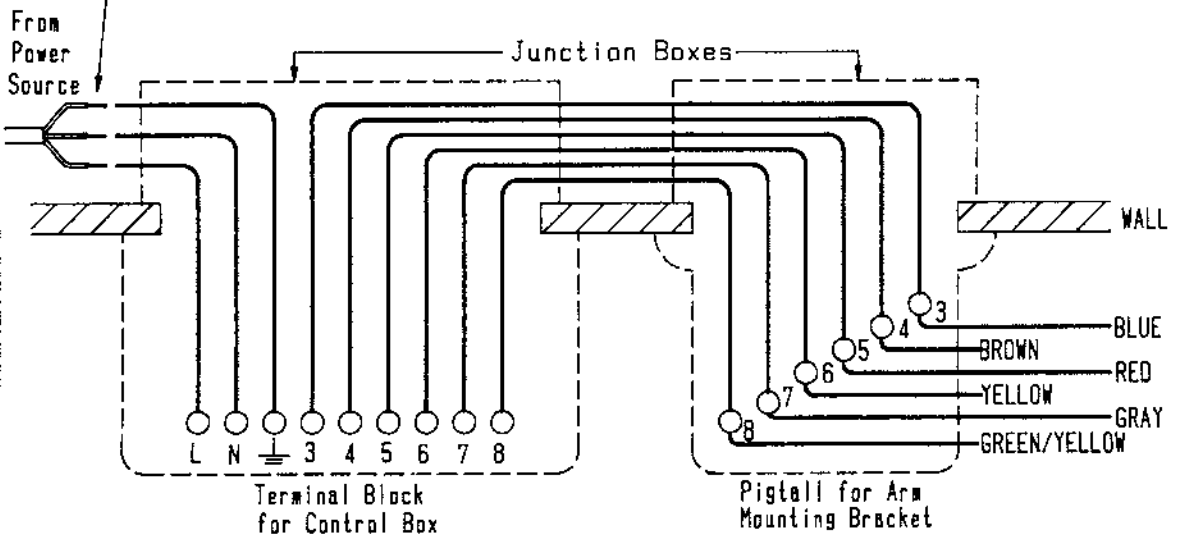 From
Power
Source
Junction Boxes
WALL
3
BLUE
4
BROWN
5
RED
6
YELLOW
7
GRAY
8
GREEN/YELLOW
L N 3 4 5 6 7 8
Terminal Block
for Control Box
Pigtail for Arm
Mounting Bracket